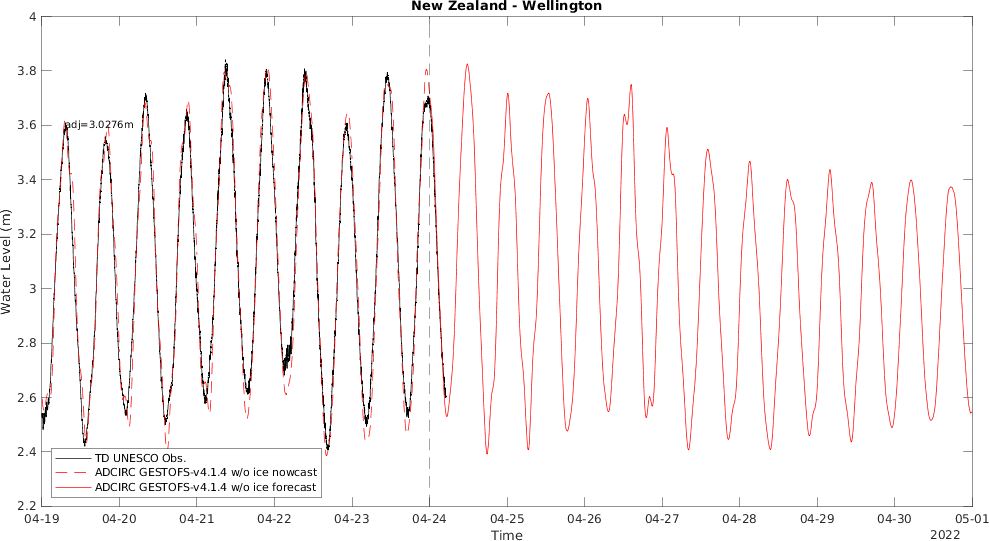 New Zealand - Wellington
4
3.8
3.6
3.4
3.2
3
2.8
2.6
2.4
2.2
Water Level (m)
adj=3.0276m
TD UNESCO Obs.
ADCIRC GESTOFS-v4.1.4 w/o ice nowcast
ADCIRC GESTOFS-v4.1.4 w/o ice forecast
04-19 04-20 04-21 04-22 04-23 04-24 04-25 04-26 04-27 04-28 04-29 04-30 05-01
Time
2022